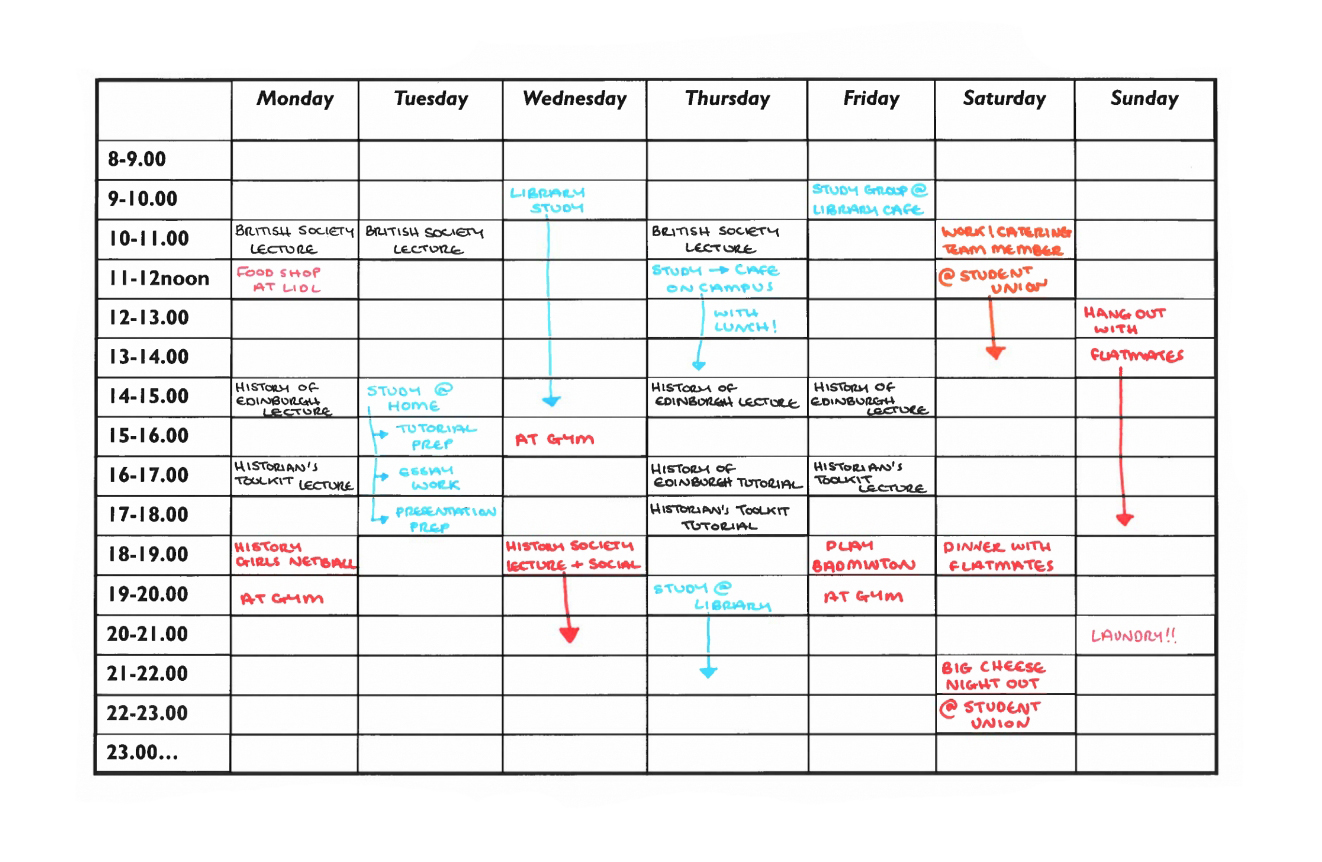 Monday Tuesday Wednesday Thursday Friday Saturday Sunday
8-9.00
9-10.00
LIBRARY
STUDY
STUDY GROUP @
LIBRARY CAFE
10-11.00
BRITISH SOCIETY
LECTURE
BRITISH SOCIETY
LECTURE
BRITISH SOCIETY
LECTURE
WORK | CATERING
TEAM MEMBER
11-12noon
FOOD SHOP
AT LIDL
STUDY → CAFE
ON CAMPUS
@ STUDENT
UNION
12-13.00
WITH
LUNCH!
HANG OUT
WITH
13-14.00
FLATMATES
14-15.00
HISTORY OF
EDINBURGH
LECTURE
STUDY @
HOME
HISTORY OF
EDINBURGH LECTURE
HISTORY OF
EDINBURGH
LECTURE
15-16.00
TUTORIAL
PREP
AT GYM
16-17.00
HISTORIAN'S
TOOLKIT LECTURE
ESSAY
WORK
HISTORY OF
EDINBURGH TUTORIAL
HISTORIAN'S
TOOLKIT
LECTURE
17-18.00
PRESENTATION
PREP
HISTORIAN'S TOOLKIT
TUTORIAL
18-19.00
HISTORY
GIRLS NETBALL
HISTORY SOCIETY
LECTURE + SOCIAL
PLAY
BADMINTON
DINNER WITH
FLATMATES
19-20.00
AT GYM
STUDY @
LIBRARY
AT GYM
20-21.00
LAUNDRY!!
21-22.00
BIG CHEESE
NIGHT OUT
22-23.00
@ STUDENT
UNION
23.00...